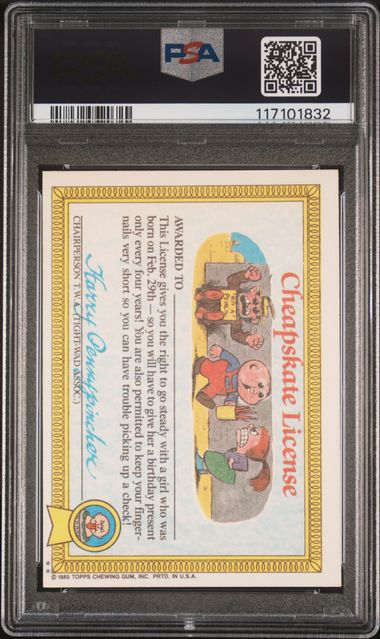 PSA
117101832
Cheapskate License
AWARDED TO
This License gives you the right to go steady with a girl who was
born on Feb. 29th — so you will have to give her a birthday present
only every four years! You are also permitted to keep your finger-
nails very short so you can have trouble picking up a check!
Harry Pennypincher
CHAIRPERSON T.W.A. (TIGHT-WAD ASSOC.)
** © 1985 TOPPS CHEWING GUM, INC. PRTD. IN U.S.A.